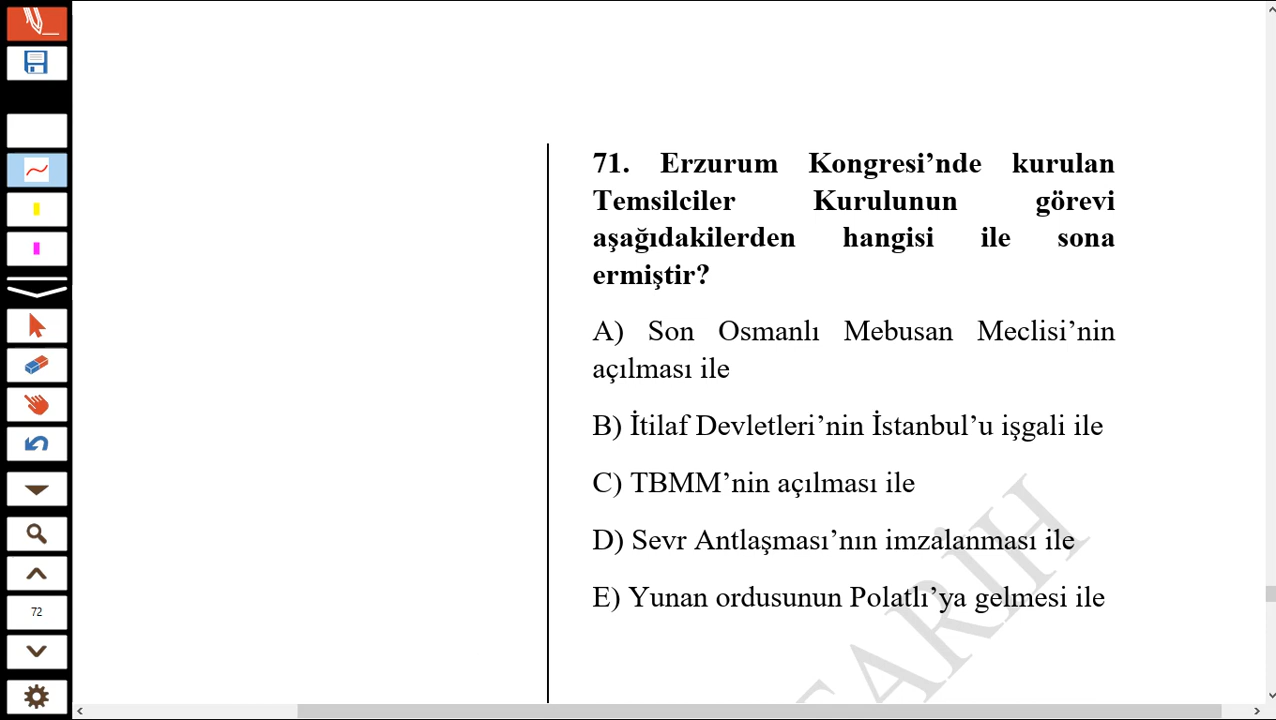 71. Erzurum Kongresi’nde kurulan
Temsilciler Kurulunun görevi
aşağıdakilerden hangisi ile sona
ermiştir?
A) Son Osmanlı Mebusan Meclisi’nin
açılması ile
B) İtilaf Devletleri’nin İstanbul’u işgali ile
C) TBMM’nin açılması ile
D) Sevr Antlaşması’nın imzalanması ile
E) Yunan ordusunun Polatlı’ya gelmesi ile
TARİH
72